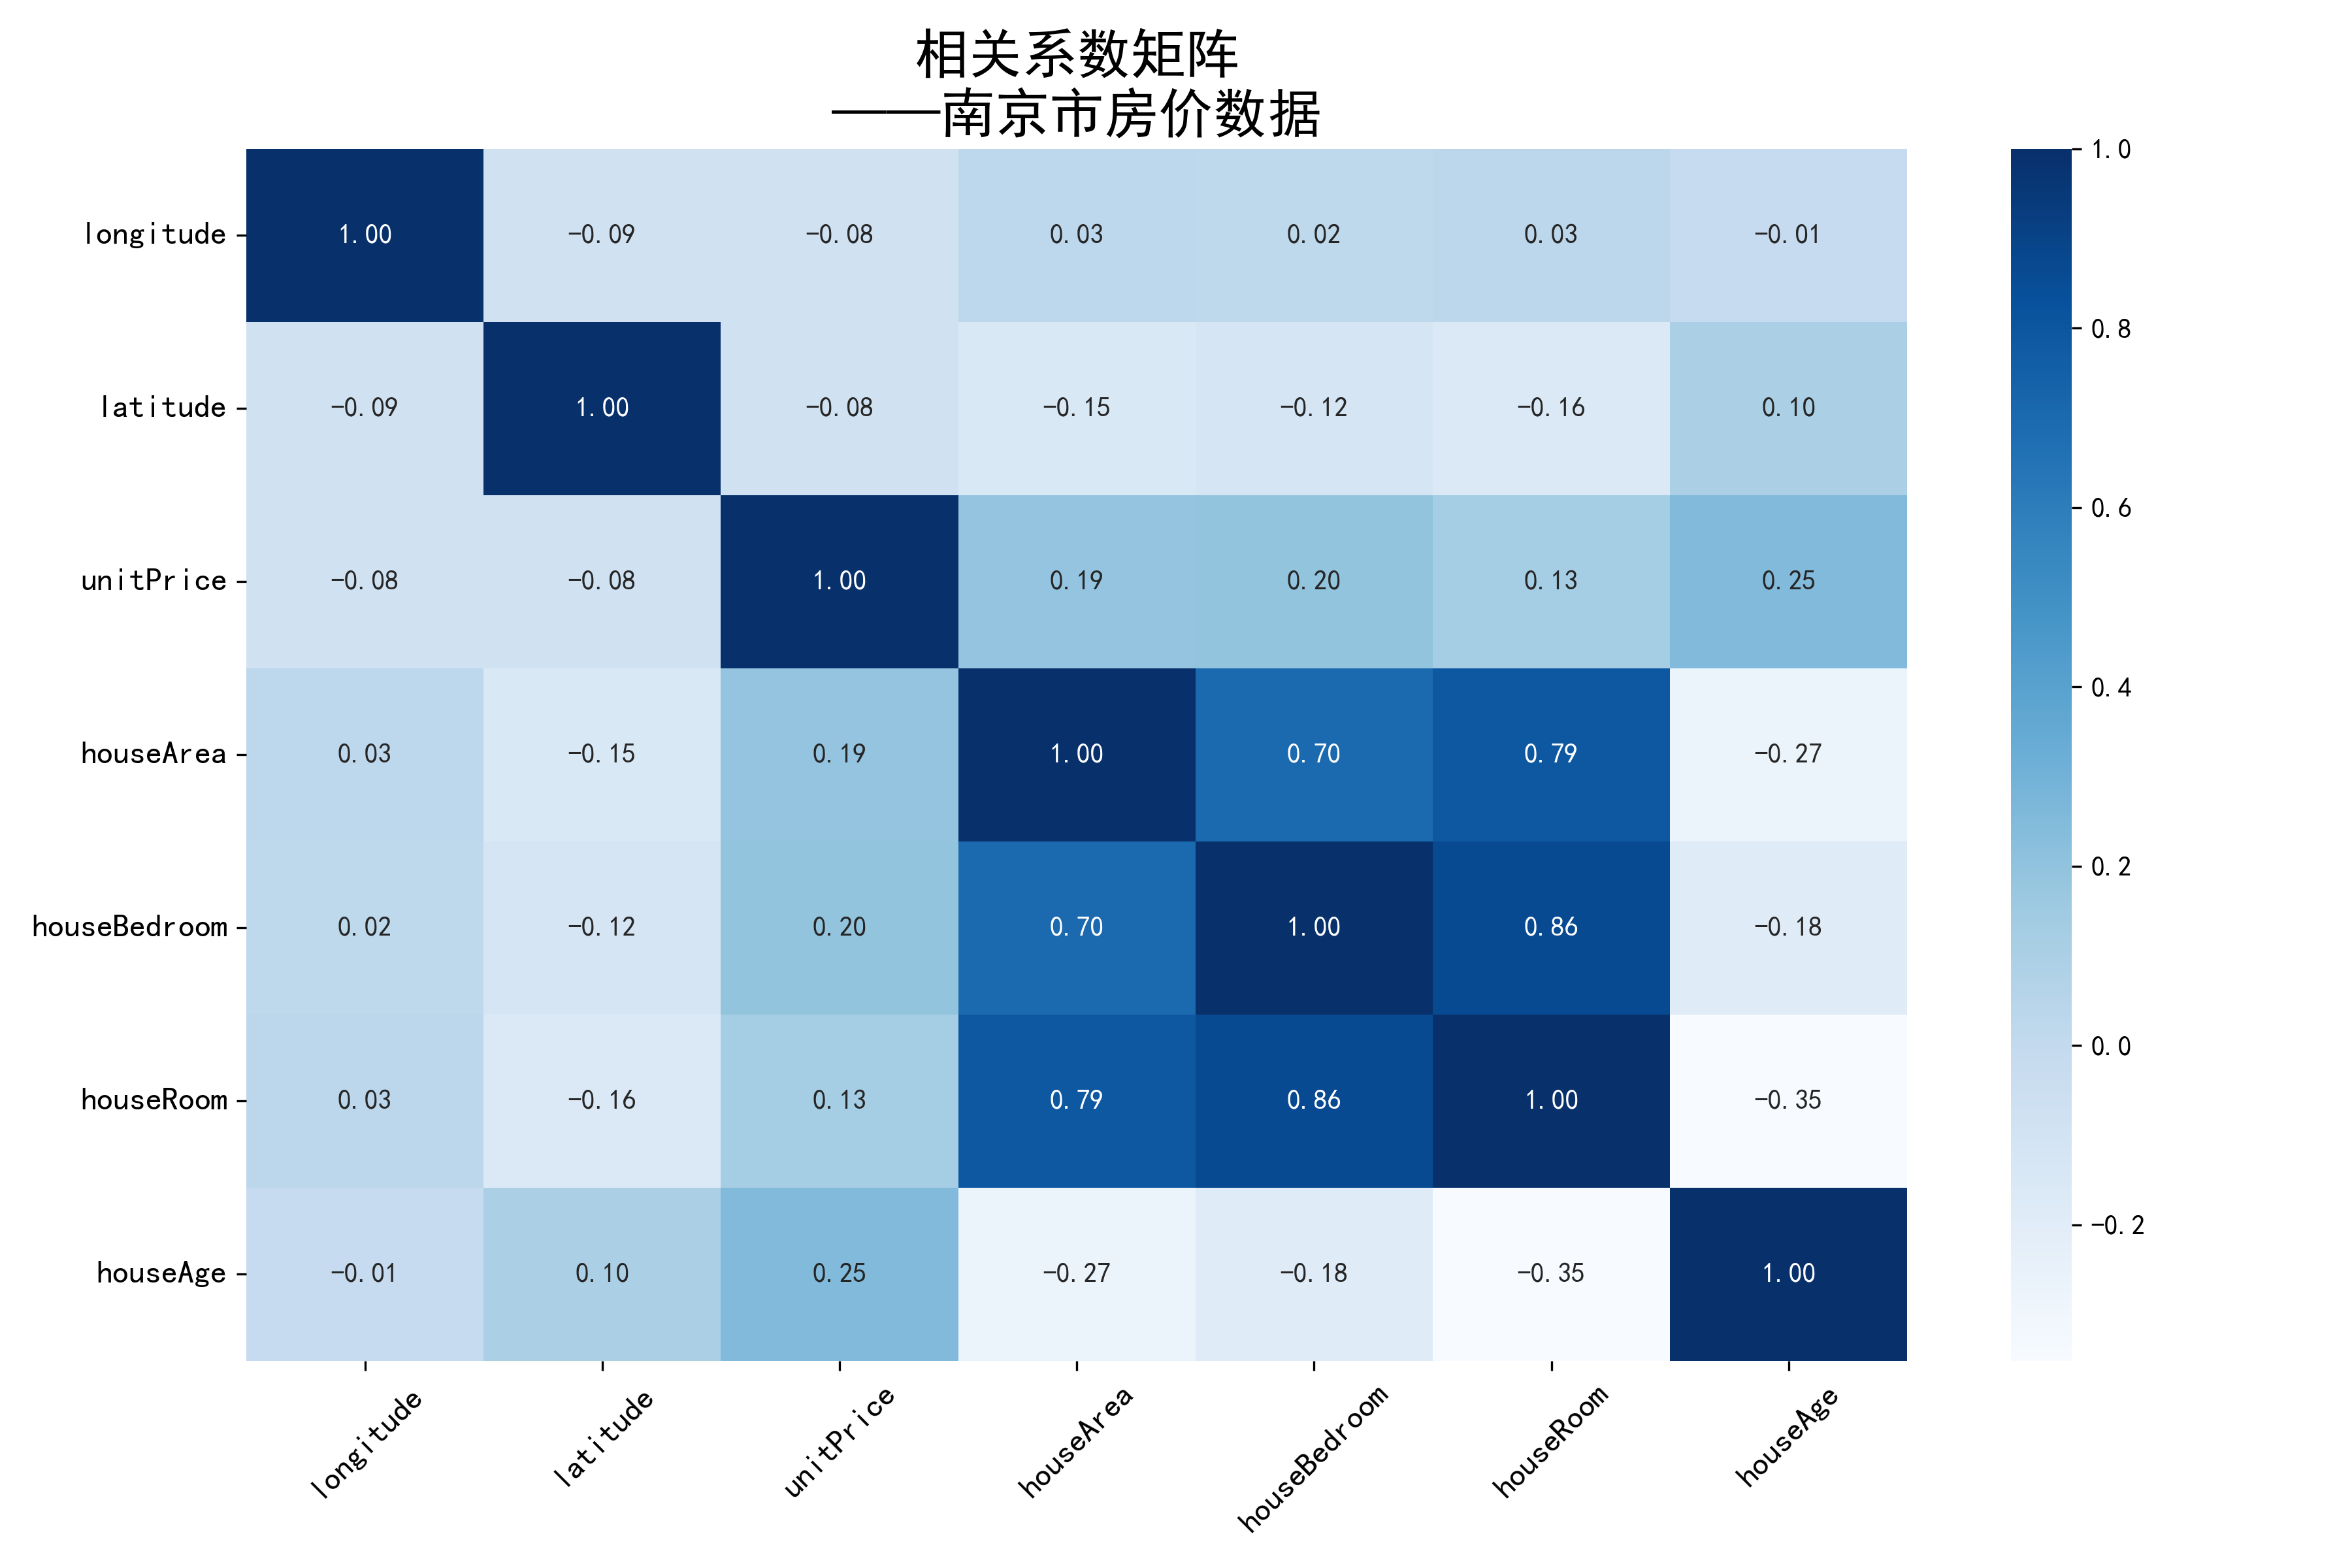 相关系数矩阵
——南京市房价数据
longitude 1.00 -0.09 -0.08 0.03 0.02 0.03 -0.01
latitude -0.09 1.00 -0.08 -0.15 -0.12 -0.16 0.10
unitPrice -0.08 -0.08 1.00 0.19 0.20 0.13 0.25
houseArea 0.03 -0.15 0.19 1.00 0.70 0.79 -0.27
houseBedroom 0.02 -0.12 0.20 0.70 1.00 0.86 -0.18
houseRoom 0.03 -0.16 0.13 0.79 0.86 1.00 -0.35
houseAge -0.01 0.10 0.25 -0.27 -0.18 -0.35 1.00
longitude latitude unitPrice houseArea houseBedroom houseRoom houseAge
1.0
0.8
0.6
0.4
0.2
0.0
-0.2